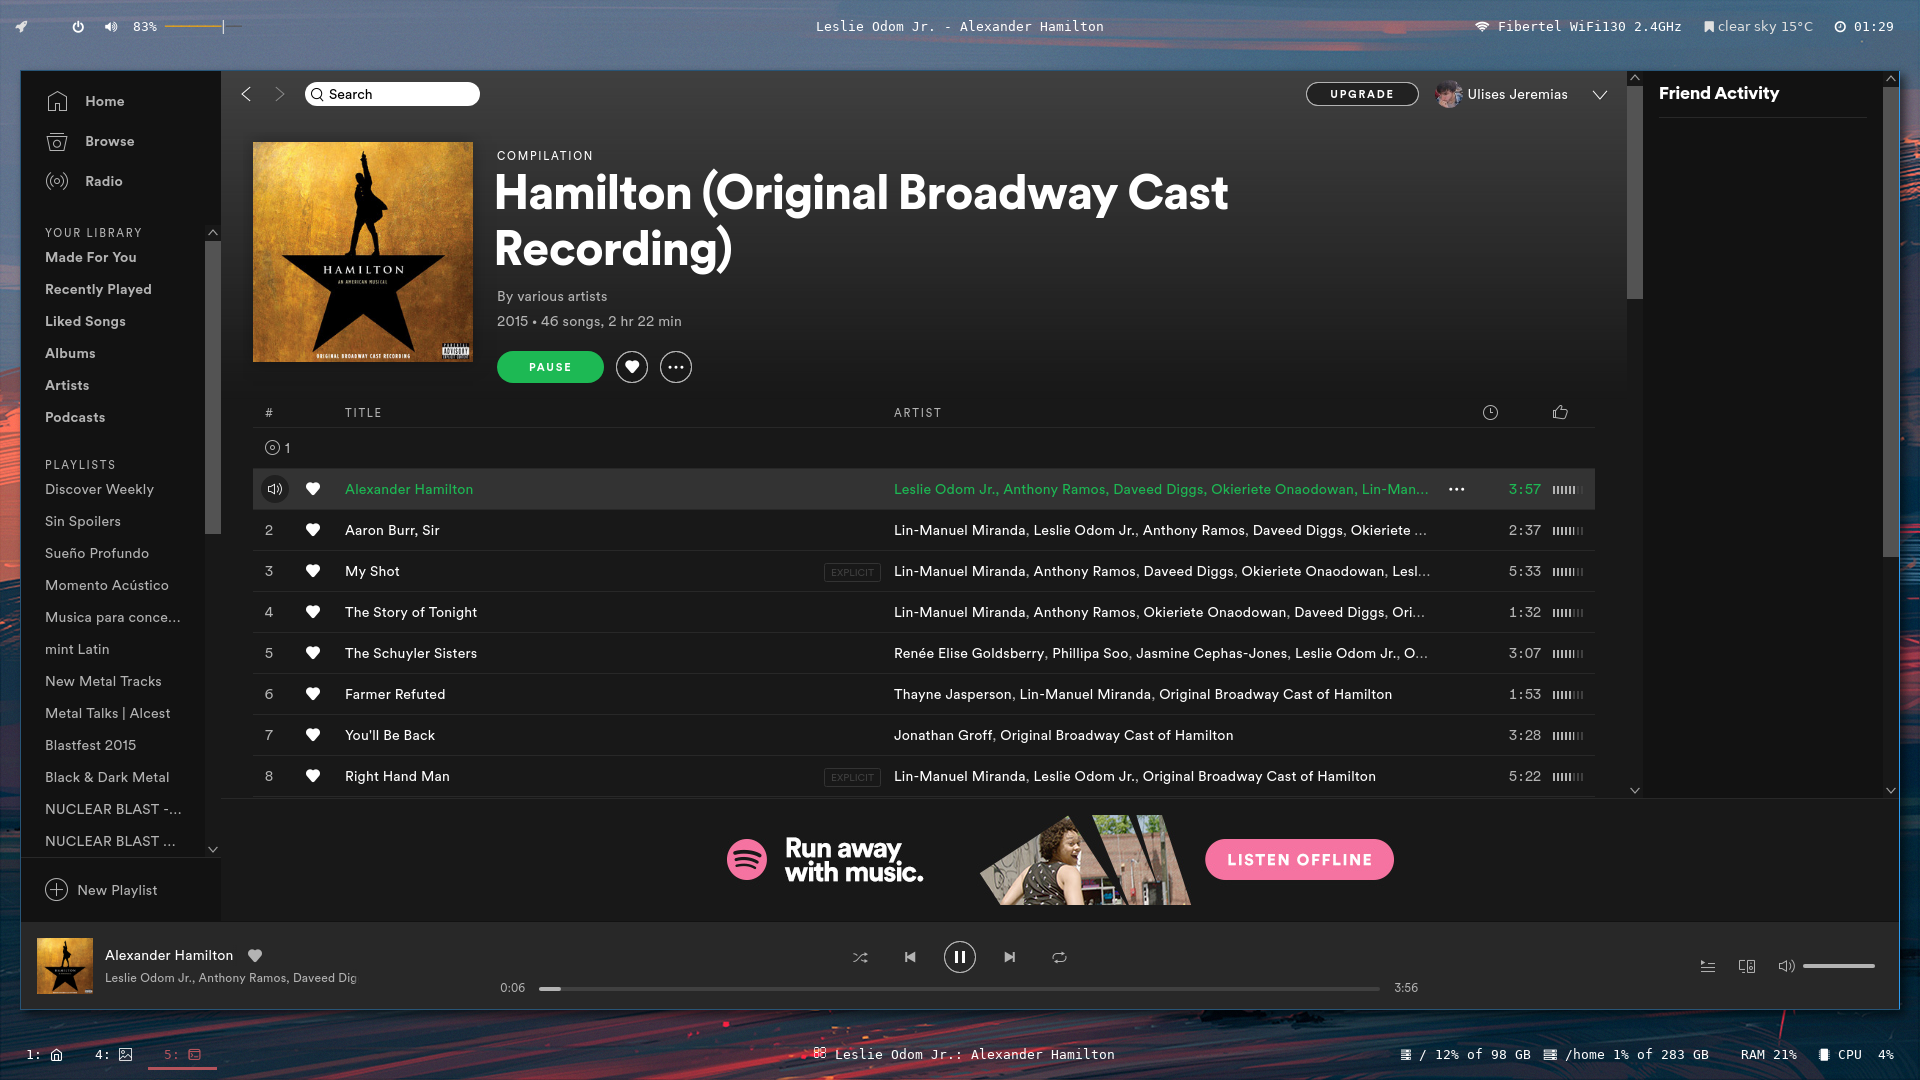 83%
Leslie Odom Jr. - Alexander Hamilton
Fibertel WiFi130 2.4GHz
clear sky 15°C
01:29
Home
Browse
Radio
YOUR LIBRARY
Made For You
Recently Played
Liked Songs
Albums
Artists
Podcasts
PLAYLISTS
Discover Weekly
Sin Spoilers
Sueño Profundo
Momento Acústico
Musica para conce...
mint Latin
New Metal Tracks
Metal Talks | Alcest
Blastfest 2015
Black & Dark Metal
NUCLEAR BLAST -...
NUCLEAR BLAST ...
New Playlist
Search
UPGRADE
Ulises Jeremias
Friend Activity
HAMILTON
AN AMERICAN MUSICAL
ORIGINAL BROADWAY CAST RECORDING
PARENTAL
ADVISORY
COMPILATION
Hamilton (Original Broadway Cast
Recording)
By various artists
2015 • 46 songs, 2 hr 22 min
PAUSE
# TITLE ARTIST
1
Alexander Hamilton Leslie Odom Jr., Anthony Ramos, Daveed Diggs, Okieriete Onaodowan, Lin-Man... 3:57
2 Aaron Burr, Sir Lin-Manuel Miranda, Leslie Odom Jr., Anthony Ramos, Daveed Diggs, Okieriete ... 2:37
3 My Shot EXPLICIT Lin-Manuel Miranda, Anthony Ramos, Daveed Diggs, Okieriete Onaodowan, Lesl... 5:33
4 The Story of Tonight Lin-Manuel Miranda, Anthony Ramos, Okieriete Onaodowan, Daveed Diggs, Ori... 1:32
5 The Schuyler Sisters Renée Elise Goldsberry, Phillipa Soo, Jasmine Cephas-Jones, Leslie Odom Jr., O... 3:07
6 Farmer Refuted Thayne Jasperson, Lin-Manuel Miranda, Original Broadway Cast of Hamilton 1:53
7 You'll Be Back Jonathan Groff, Original Broadway Cast of Hamilton 3:28
8 Right Hand Man EXPLICIT Lin-Manuel Miranda, Leslie Odom Jr., Original Broadway Cast of Hamilton 5:22
Run away
with music.
LISTEN OFFLINE
HAMILTON
Alexander Hamilton
Leslie Odom Jr., Anthony Ramos, Daveed Dig
0:06
3:56
1:
4:
5:
Leslie Odom Jr.: Alexander Hamilton
/ 12% of 98 GB
/home 1% of 283 GB
RAM 21%
CPU 4%